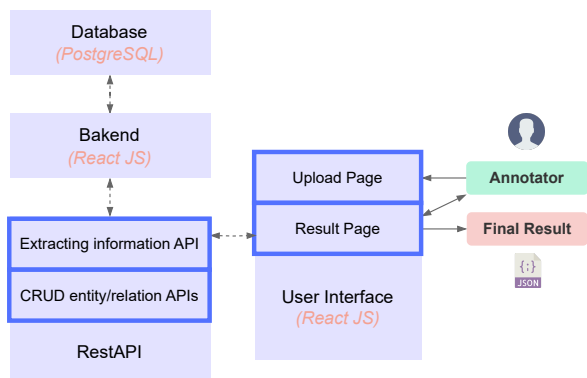 Database
(PostgreSQL)
Bakend
(React JS)
Extracting information API
CRUD entity/relation APIs
RestAPI
Upload Page
Result Page
User Interface
(React JS)
Annotator
Final Result
{;}
JSON